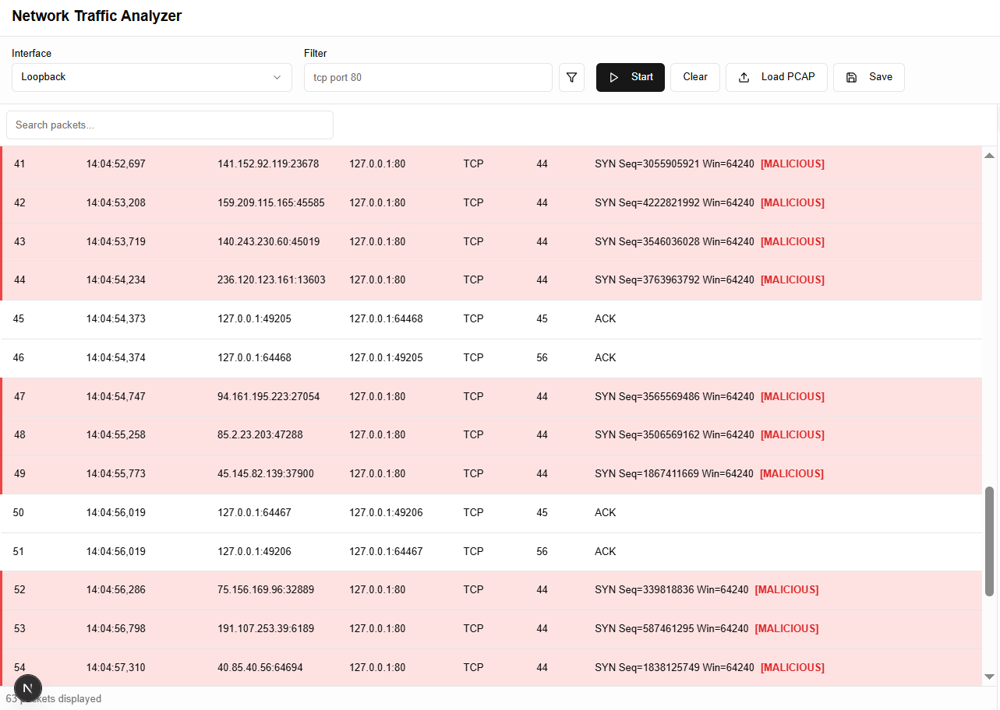 Network Traffic Analyzer
Interface Filter
Loopback tcp port 80 Start Clear Load PCAP Save
Search packets...
41 14:04:52,697 141.152.92.119:23678 127.0.0.1:80 TCP 44 SYN Seq=3055905921 Win=64240 [MALICIOUS]
42 14:04:53,208 159.209.115.165:45585 127.0.0.1:80 TCP 44 SYN Seq=4222821992 Win=64240 [MALICIOUS]
43 14:04:53,719 140.243.230.60:45019 127.0.0.1:80 TCP 44 SYN Seq=3546036028 Win=64240 [MALICIOUS]
44 14:04:54,234 236.120.123.161:13603 127.0.0.1:80 TCP 44 SYN Seq=3763963792 Win=64240 [MALICIOUS]
45 14:04:54,373 127.0.0.1:49205 127.0.0.1:64468 TCP 45 ACK
46 14:04:54,374 127.0.0.1:64468 127.0.0.1:49205 TCP 56 ACK
47 14:04:54,747 94.161.195.223:27054 127.0.0.1:80 TCP 44 SYN Seq=3565569486 Win=64240 [MALICIOUS]
48 14:04:55,258 85.2.23.203:47288 127.0.0.1:80 TCP 44 SYN Seq=3506569162 Win=64240 [MALICIOUS]
49 14:04:55,773 45.145.82.139:37900 127.0.0.1:80 TCP 44 SYN Seq=1867411669 Win=64240 [MALICIOUS]
50 14:04:56,019 127.0.0.1:64467 127.0.0.1:49206 TCP 45 ACK
51 14:04:56,019 127.0.0.1:49206 127.0.0.1:64467 TCP 56 ACK
52 14:04:56,286 75.156.169.96:32889 127.0.0.1:80 TCP 44 SYN Seq=339818836 Win=64240 [MALICIOUS]
53 14:04:56,798 191.107.253.39:6189 127.0.0.1:80 TCP 44 SYN Seq=587461295 Win=64240 [MALICIOUS]
54 14:04:57,310 40.85.40.56:64694 127.0.0.1:80 TCP 44 SYN Seq=1838125749 Win=64240 [MALICIOUS]
N
63 displayed